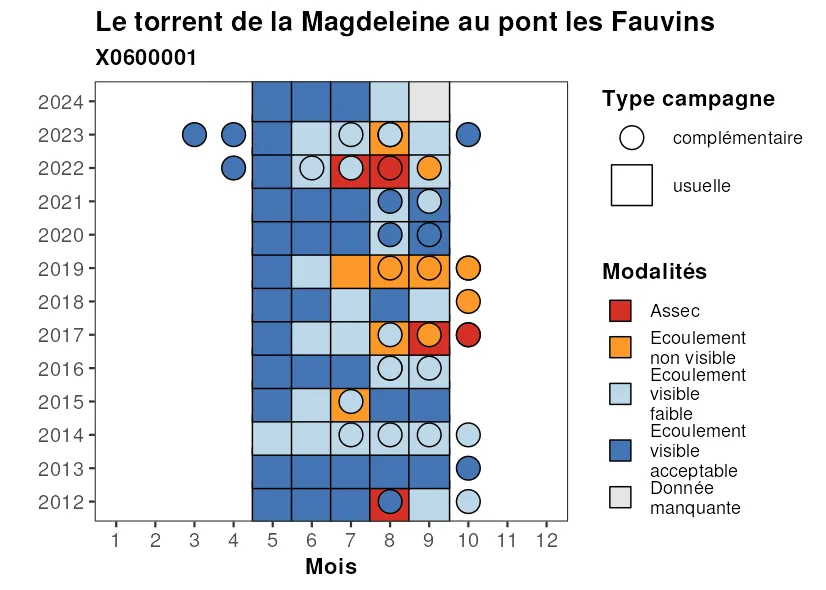 Le torrent de la Magdeleine au pont les Fauvins
X0600001
2024
2023
2022
2021
2020
2019
2018
2017
2016
2015
2014
2013
2012
1 2 3 4 5 6 7 8 9 10 11 12
Mois
Type campagne
complémentaire
usuelle
Modalités
Assec
Ecoulement
non visible
Ecoulement
visible
faible
Ecoulement
visible
acceptable
Donnée
manquante